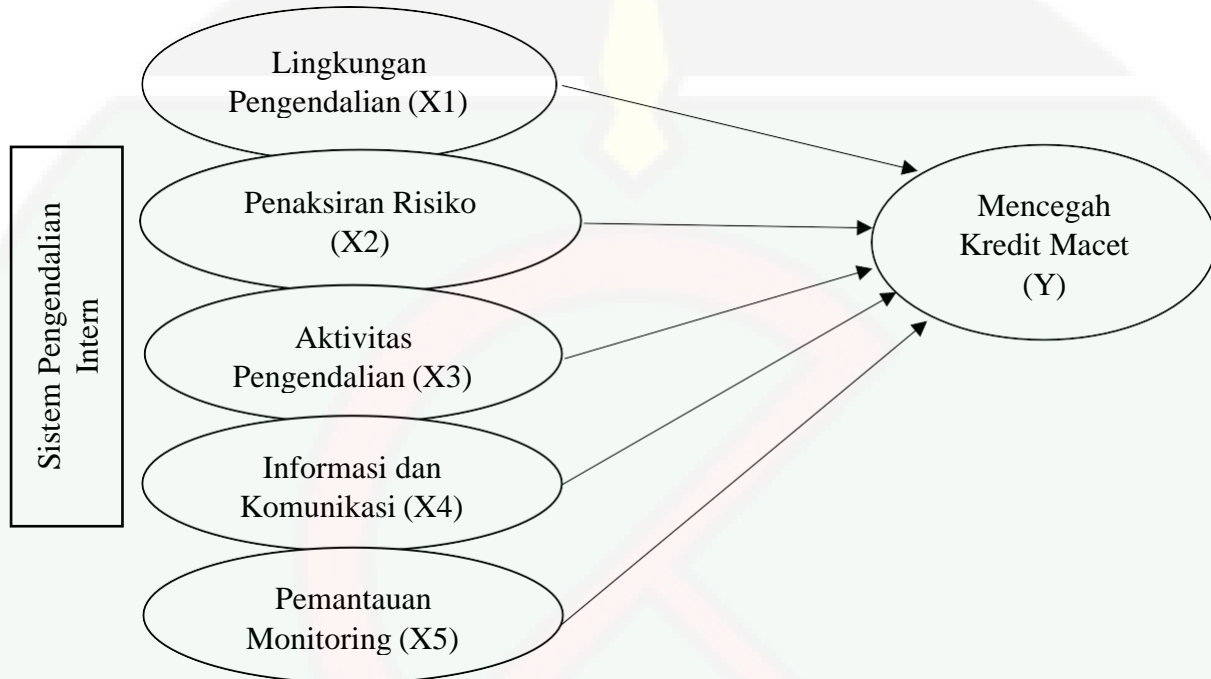 Sistem Pengendalian
Intern
Lingkungan
Pengendalian (X1)
Penaksiran Risiko
(X2)
Aktivitas
Pengendalian (X3)
Informasi dan
Komunikasi (X4)
Pemantauan
Monitoring (X5)
Mencegah
Kredit Macet
(Y)